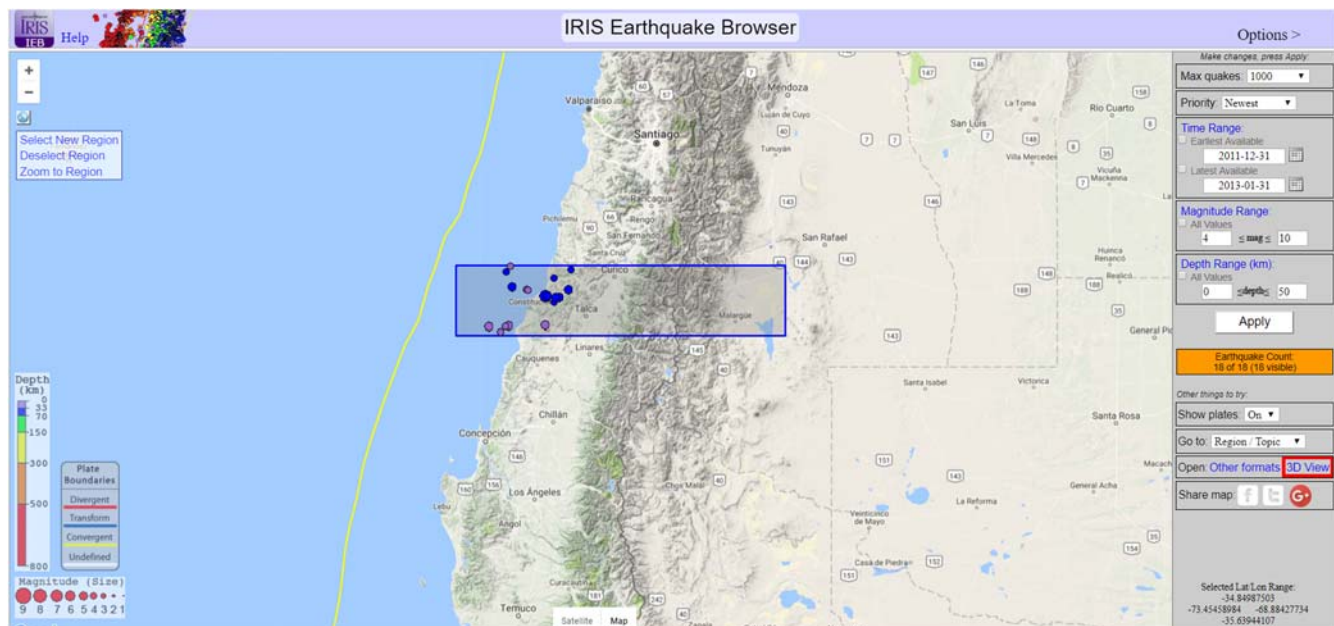 IRIS
IEB
Help
IRIS Earthquake Browser
Options >
+
−
Select New Region
Deselect Region
Zoom to Region
Make changes, press Apply:
Max quakes: 1000
Priority: Newest
Time Range:
Earliest Available
2011-12-31
Latest Available
2013-01-31
Magnitude Range:
All Values
4 ≤ mag ≤ 10
Depth Range (km):
All Values
0 ≤depth≤ 50
Apply
Earthquake Count:
18 of 18 (18 visible)
Other things to try:
Show plates: On
Go to: Region / Topic
Open: Other formats 3D View
Share map:
Selected Lat/Lon Range:
-34.84987503
-73.45458984 -68.88427734
-35.63944107
Valparaiso
Santiago
Mendoza
Luján de Cuyo
Tunuyán
San Luis
La Toma
Villa Mercedes
Río Cuarto
Vicuña
Mackenna
Rancagua
Rengo
Pichilemu
San Fernando
Santa Cruz
San Rafael
Huinca
Renancó
Realicó
Curicó
Talca
Malargüe
Linares
Cauquenes
Chillán
Concepción
Los Ángeles
Lebu
Angol
Curacautín
Temuco
Chos Malal
Santa Isabel
Victorica
Santa Rosa
General Pic
Macach
General Acha
La Reforma
Veinticinco
de Mayo
Casa de Piedra
Depth
(km)
0
33
70
150
300
500
800
Plate
Boundaries
Divergent
Transform
Convergent
Undefined
Magnitude (Size)
9 8 7 6 5 4 3 2 1
Satellite Map